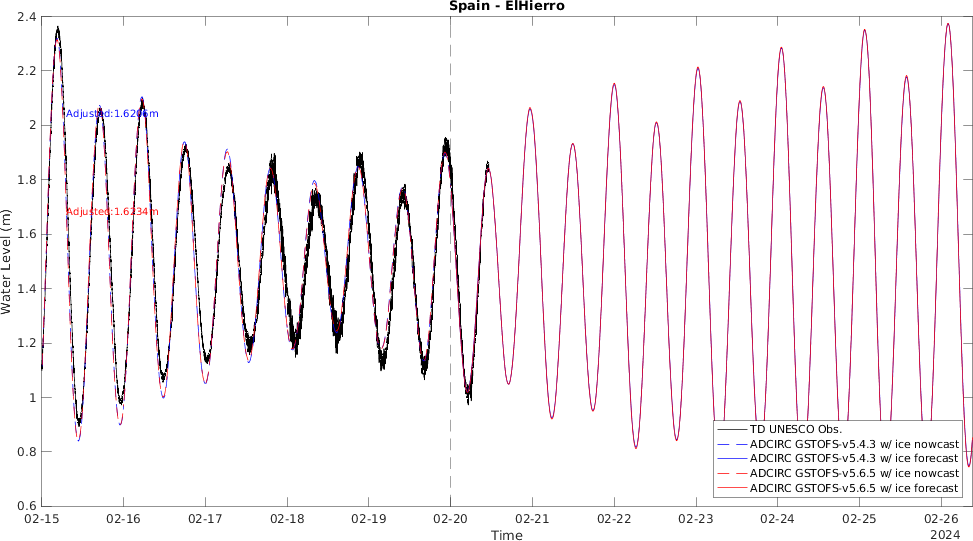 Spain - ElHierro
2.4
2.2
2
1.8
1.6
1.4
1.2
1
0.8
0.6
Water Level (m)
Adjusted:1.6206m
Adjusted:1.6234m
TD UNESCO Obs.
ADCIRC GSTOFS-v5.4.3 w/ ice nowcast
ADCIRC GSTOFS-v5.4.3 w/ ice forecast
ADCIRC GSTOFS-v5.6.5 w/ ice nowcast
ADCIRC GSTOFS-v5.6.5 w/ ice forecast
02-15 02-16 02-17 02-18 02-19 02-20 02-21 02-22 02-23 02-24 02-25 02-26
Time
2024